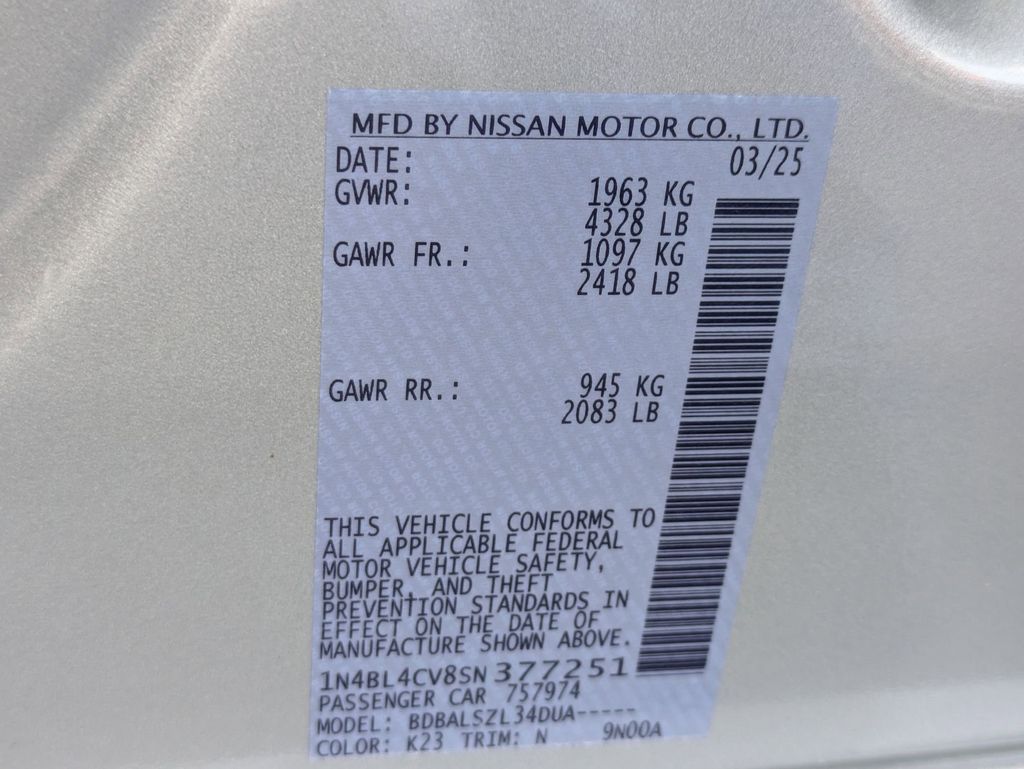 MFD BY NISSAN MOTOR CO., LTD.
DATE: 03/25
GVWR: 1963 KG
4328 LB
GAWR FR.: 1097 KG
2418 LB
GAWR RR.: 945 KG
2083 LB
THIS VEHICLE CONFORMS TO
ALL APPLICABLE FEDERAL
MOTOR VEHICLE SAFETY,
BUMPER, AND THEFT
PREVENTION STANDARDS IN
EFFECT ON THE DATE OF
MANUFACTURE SHOWN ABOVE.
1N4BL4CV8SN377251
PASSENGER CAR 757974
MODEL: BDBALSZL34DUA-----
COLOR: K23 TRIM: N 9N00A